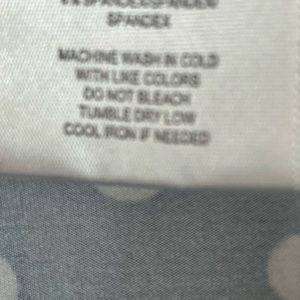 SPANDEX
MACHINE WASH IN COLD
WITH LIKE COLORS
DO NOT BLEACH
TUMBLE DRY LOW
COOL IRON IF NEEDED